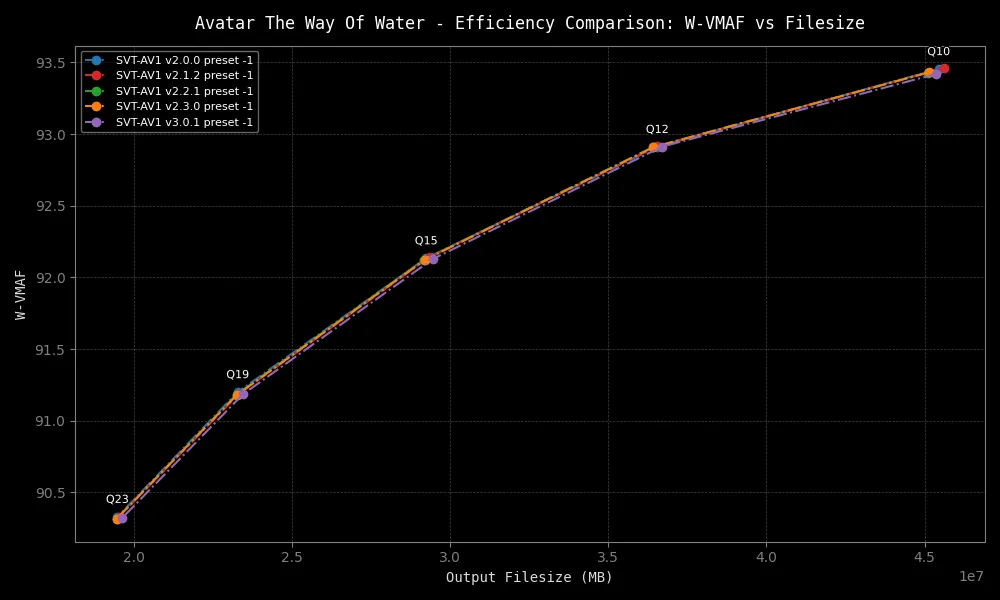 Avatar The Way Of Water - Efficiency Comparison: W-VMAF vs Filesize
SVT-AV1 v2.0.0 preset -1
SVT-AV1 v2.1.2 preset -1
SVT-AV1 v2.2.1 preset -1
SVT-AV1 v2.3.0 preset -1
SVT-AV1 v3.0.1 preset -1
Q10
Q12
Q15
Q19
Q23
93.5
93.0
92.5
92.0
91.5
91.0
90.5
W-VMAF
2.0 2.5 3.0 3.5 4.0 4.5
1e7
Output Filesize (MB)